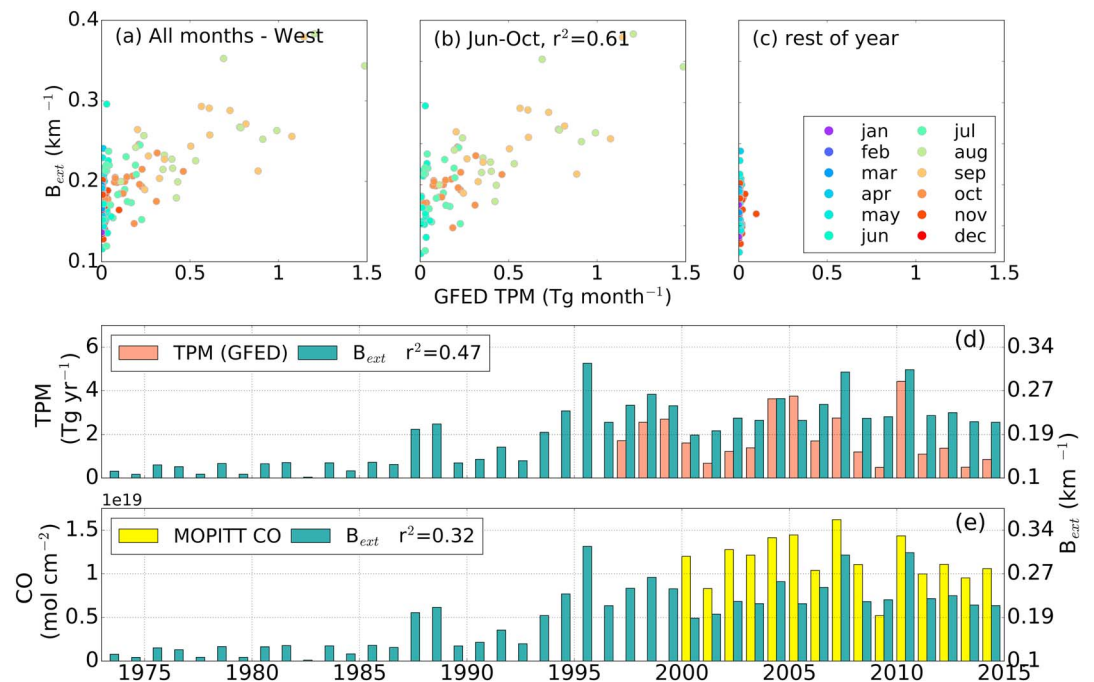 (a) All months - West
(b) Jun-Oct, r²=0.61
(c) rest of year
B_ext (km⁻¹)
0.4
0.3
0.2
0.1
0 0.5 1 1.5
0 0.5 1 1.5
0 0.5 1 1.5
GFED TPM (Tg month⁻¹)
jan jul
feb aug
mar sep
apr oct
may nov
jun dec
TPM (GFED) B_ext r²=0.47
(d)
TPM
(Tg yr⁻¹)
6
4
2
0
0.34
0.27
0.19
0.1
B_ext (km⁻¹)
1e19
MOPITT CO B_ext r²=0.32
(e)
CO
(mol cm⁻²)
1.5
1
0.5
0
0.34
0.27
0.19
0.1
1975 1980 1985 1990 1995 2000 2005 2010 2015